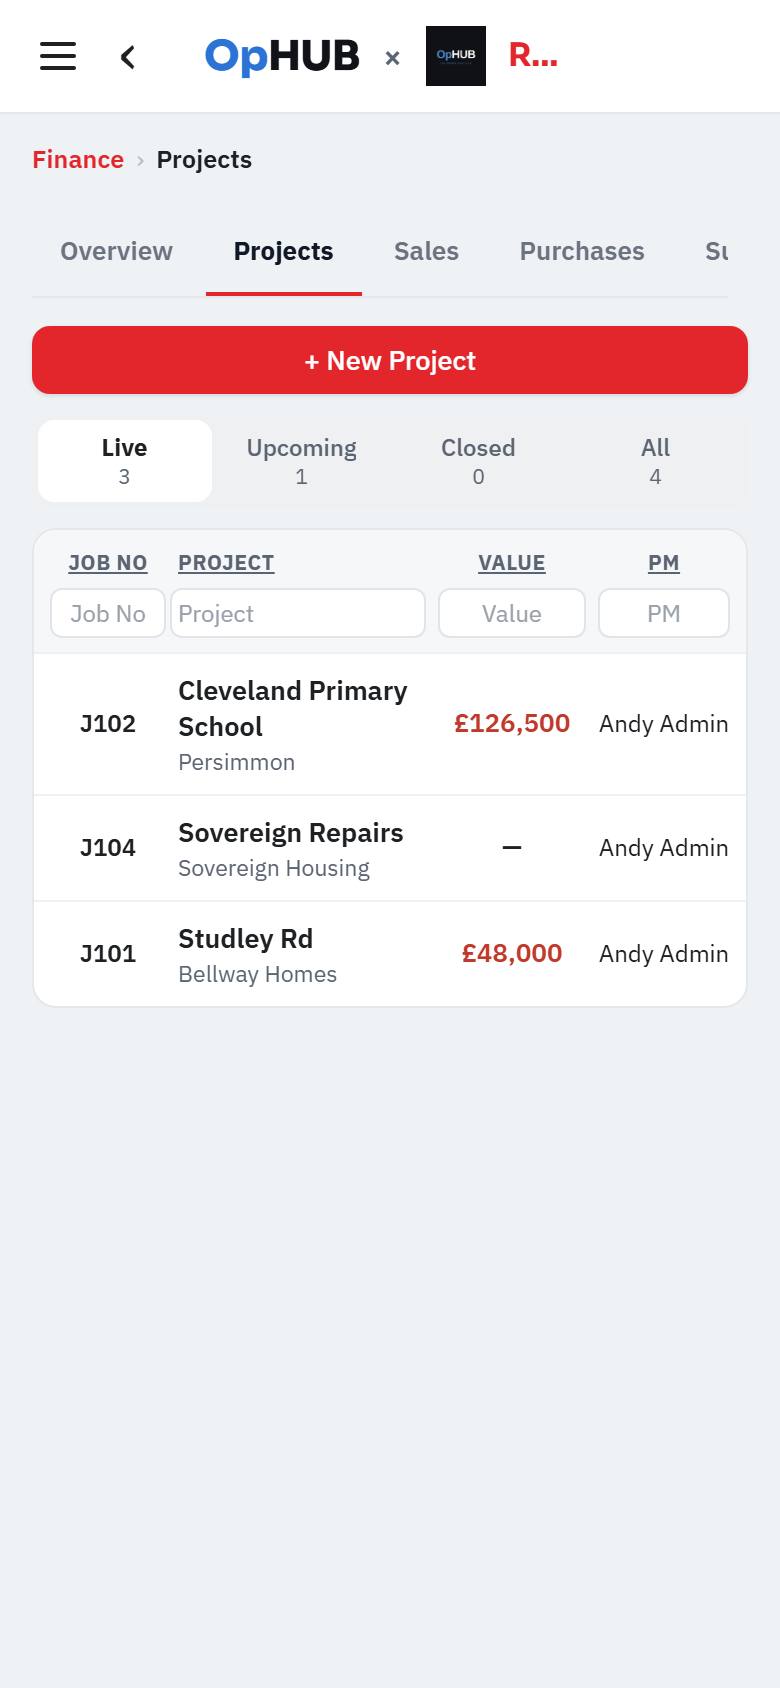 OpHUB × OpHUB R...
Finance › Projects
Overview Projects Sales Purchases Su
+ New Project
Live Upcoming Closed All
3 1 0 4
JOB NO PROJECT VALUE PM
Job No Project Value PM
Cleveland Primary
School
J102 £126,500 Andy Admin
Persimmon
Sovereign Repairs
J104 — Andy Admin
Sovereign Housing
Studley Rd
J101 £48,000 Andy Admin
Bellway Homes